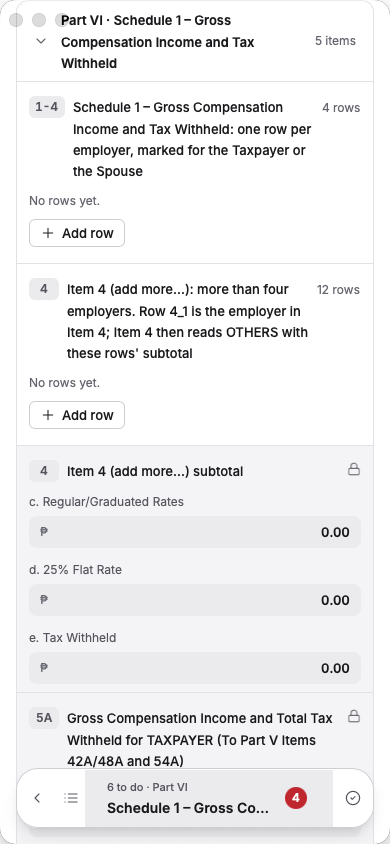 Part VI · Schedule 1 – Gross
Compensation Income and Tax
Withheld
5 items
1-4
Schedule 1 – Gross Compensation
Income and Tax Withheld: one row per
employer, marked for the Taxpayer or
the Spouse
4 rows
No rows yet.
+ Add row
4
Item 4 (add more...): more than four
employers. Row 4_1 is the employer in
Item 4; Item 4 then reads OTHERS with
these rows' subtotal
12 rows
No rows yet.
+ Add row
4
Item 4 (add more...) subtotal
c. Regular/Graduated Rates
₱ 0.00
d. 25% Flat Rate
₱ 0.00
e. Tax Withheld
₱ 0.00
5A
Gross Compensation Income and Total Tax
Withheld for TAXPAYER (To Part V Items
42A/48A and 54A)
6 to do · Part VI
Schedule 1 – Gross Co...
4